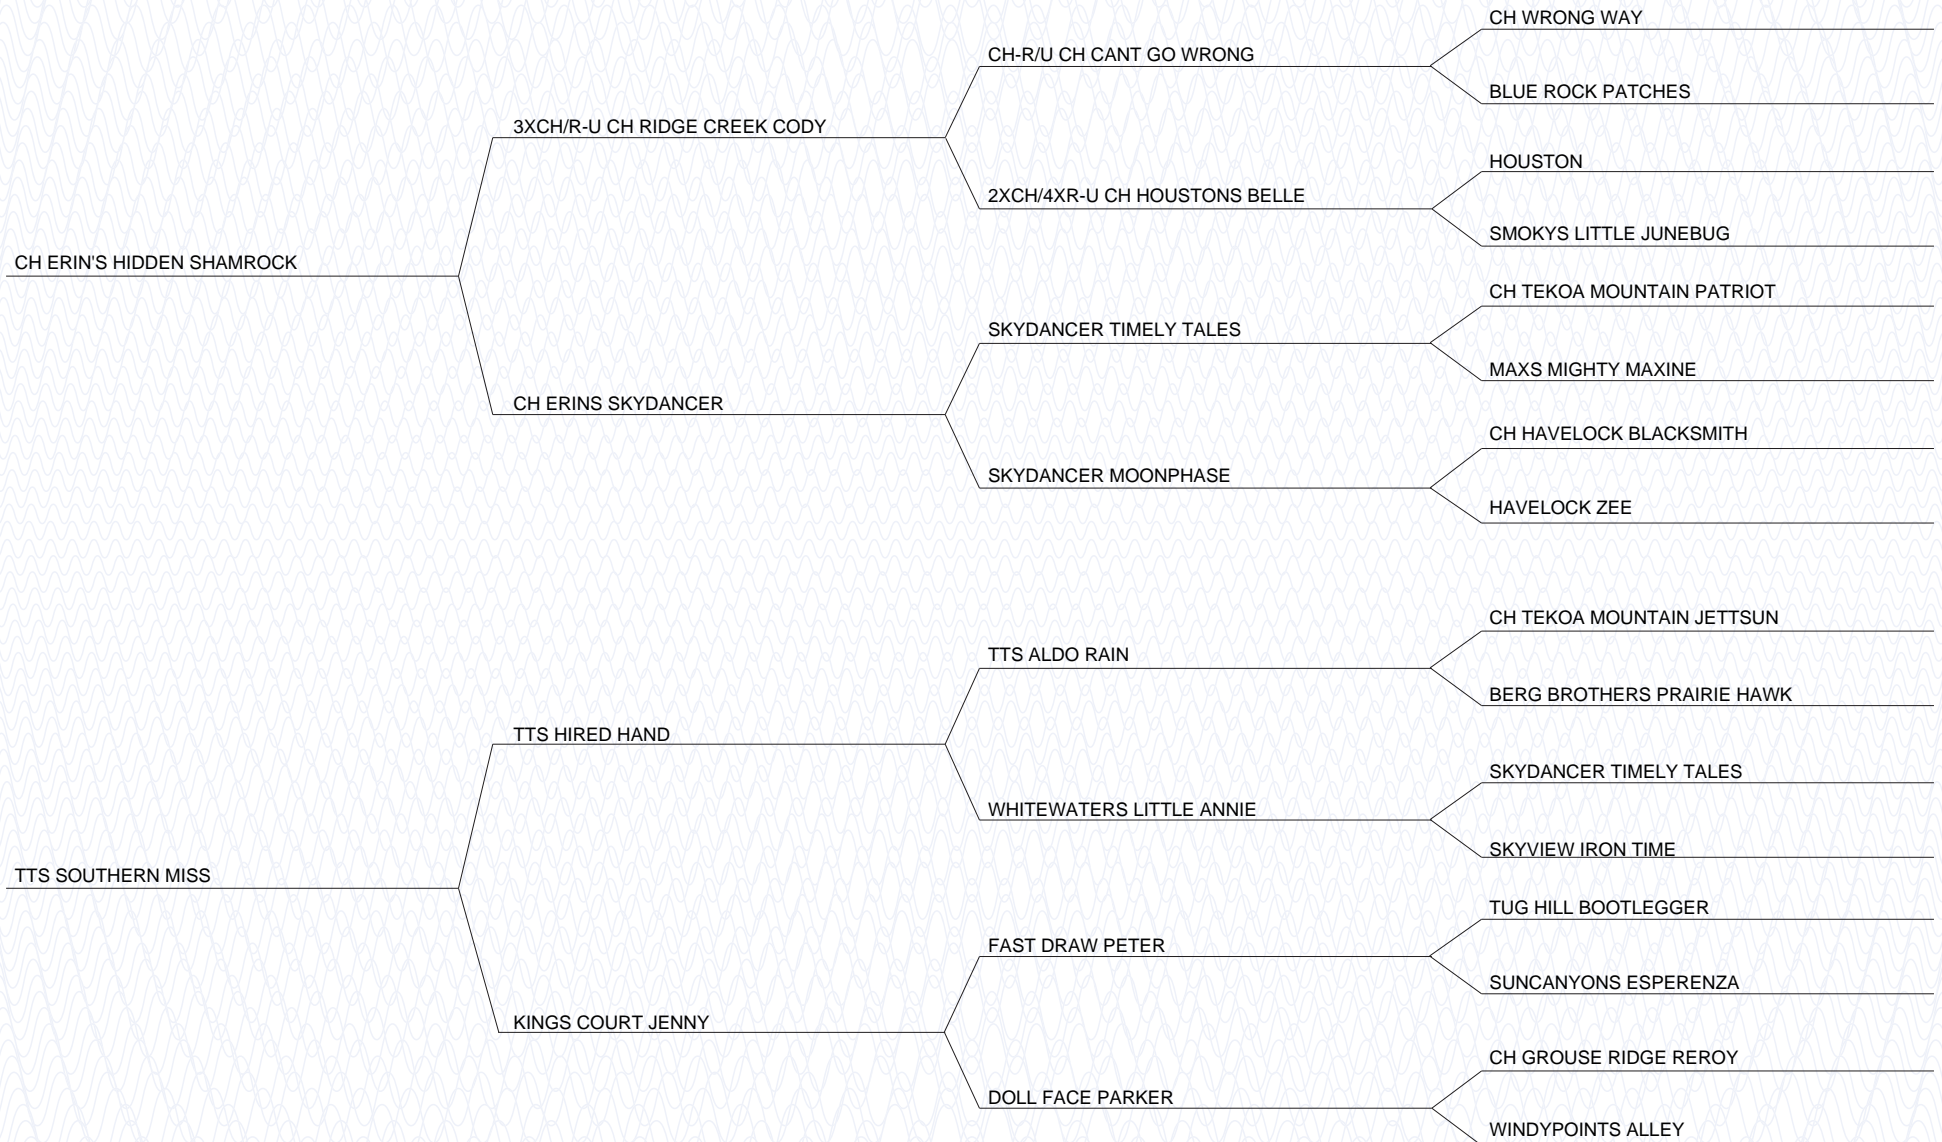 CH WRONG WAY
CH-R/U CH CANT GO WRONG
BLUE ROCK PATCHES
3XCH/R-U CH RIDGE CREEK CODY
HOUSTON
2XCH/4XR-U CH HOUSTONS BELLE
SMOKYS LITTLE JUNEBUG
CH ERIN'S HIDDEN SHAMROCK
CH TEKOA MOUNTAIN PATRIOT
SKYDANCER TIMELY TALES
MAXS MIGHTY MAXINE
CH ERINS SKYDANCER
CH HAVELOCK BLACKSMITH
SKYDANCER MOONPHASE
HAVELOCK ZEE
CH TEKOA MOUNTAIN JETTSUN
TTS ALDO RAIN
BERG BROTHERS PRAIRIE HAWK
TTS HIRED HAND
SKYDANCER TIMELY TALES
WHITEWATERS LITTLE ANNIE
SKYVIEW IRON TIME
TTS SOUTHERN MISS
TUG HILL BOOTLEGGER
FAST DRAW PETER
SUNCANYONS ESPERENZA
KINGS COURT JENNY
CH GROUSE RIDGE REROY
DOLL FACE PARKER
WINDYPOINTS ALLEY